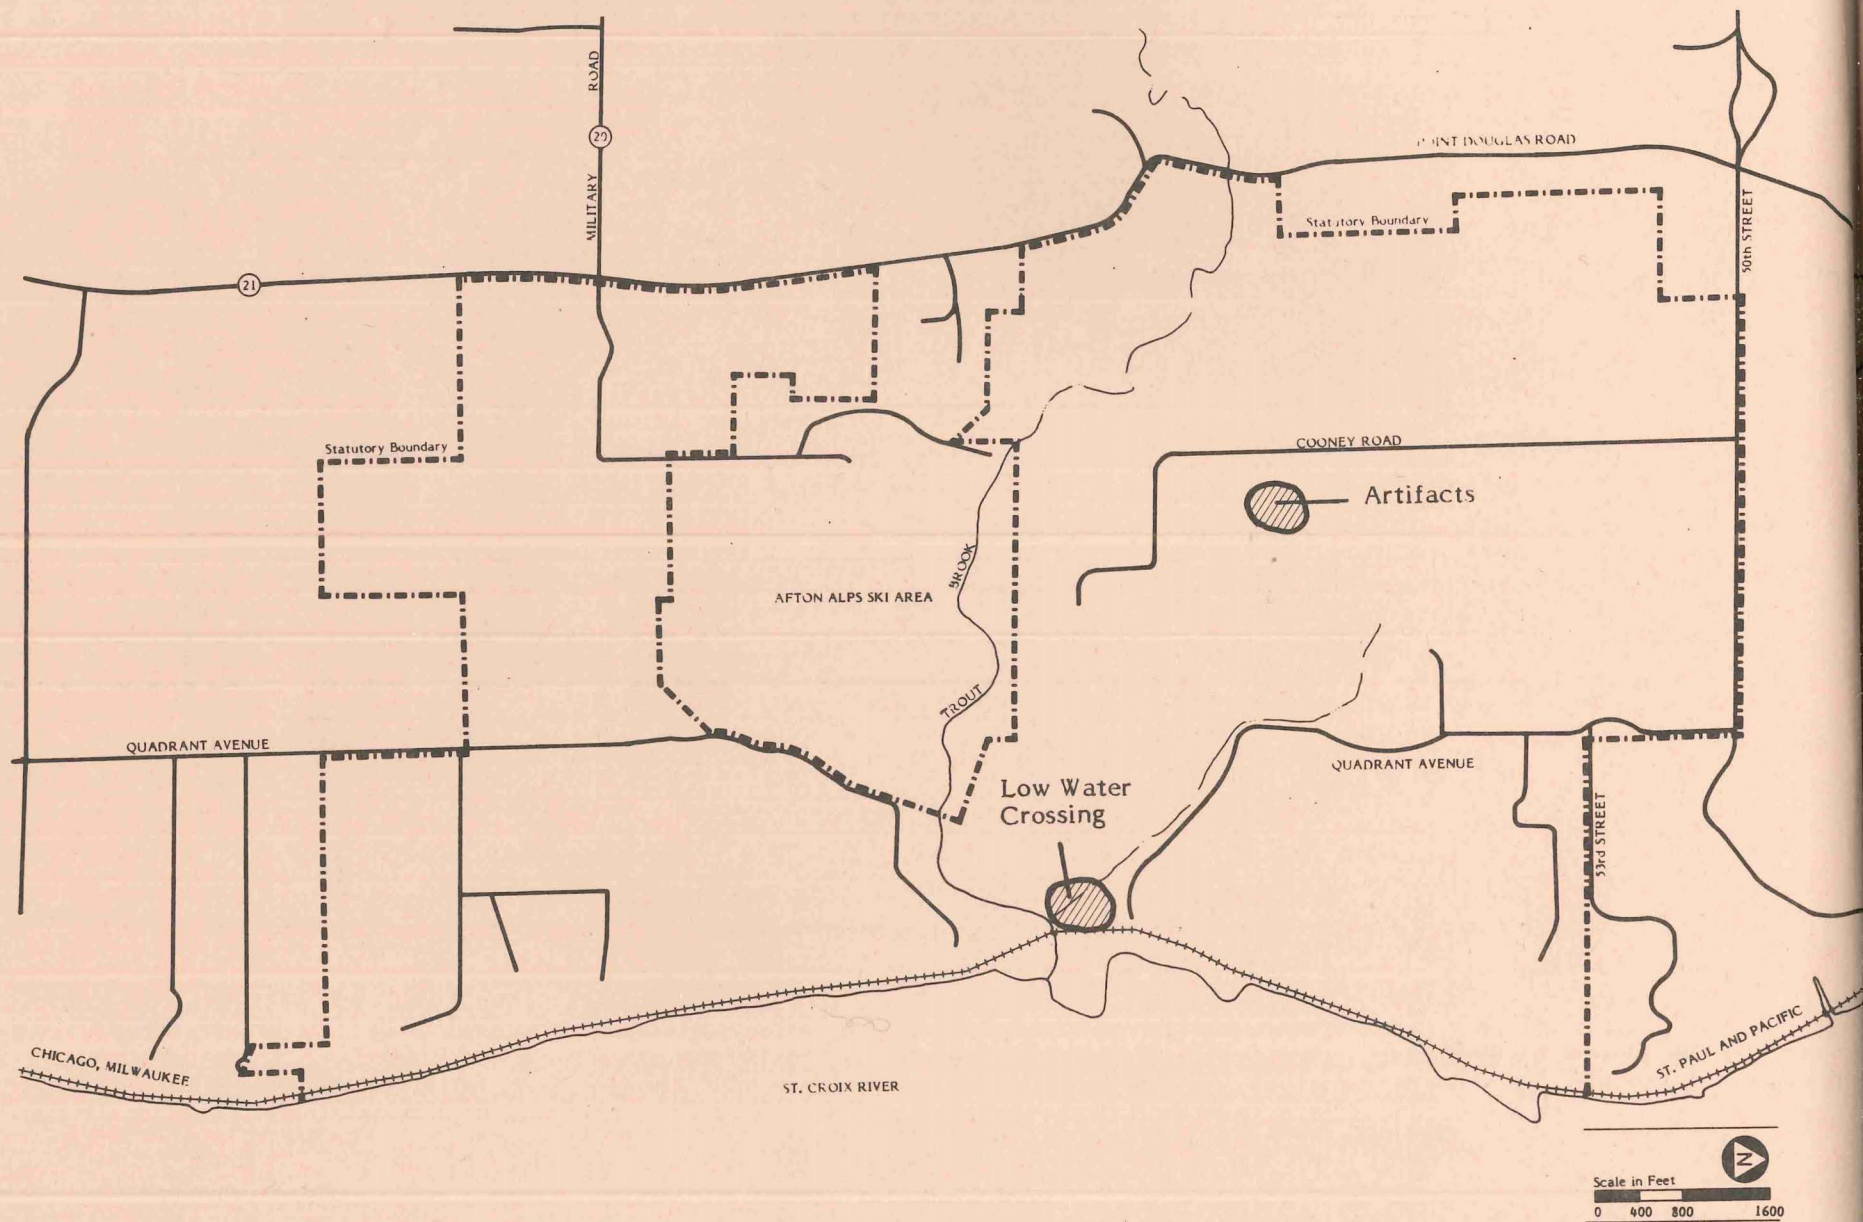 ROAD
20
MILITARY
POINT DOUGLAS ROAD
50th STREET
Statutory Boundary
21
Statutory Boundary
COONEY ROAD
Artifacts
BROOK
AFTON ALPS SKI AREA
TROUT
QUADRANT AVENUE
QUADRANT AVENUE
Low Water
Crossing
53rd STREET
CHICAGO, MILWAUKEE
ST. PAUL AND PACIFIC
ST. CROIX RIVER
N
Scale in Feet
0 400 800 1600